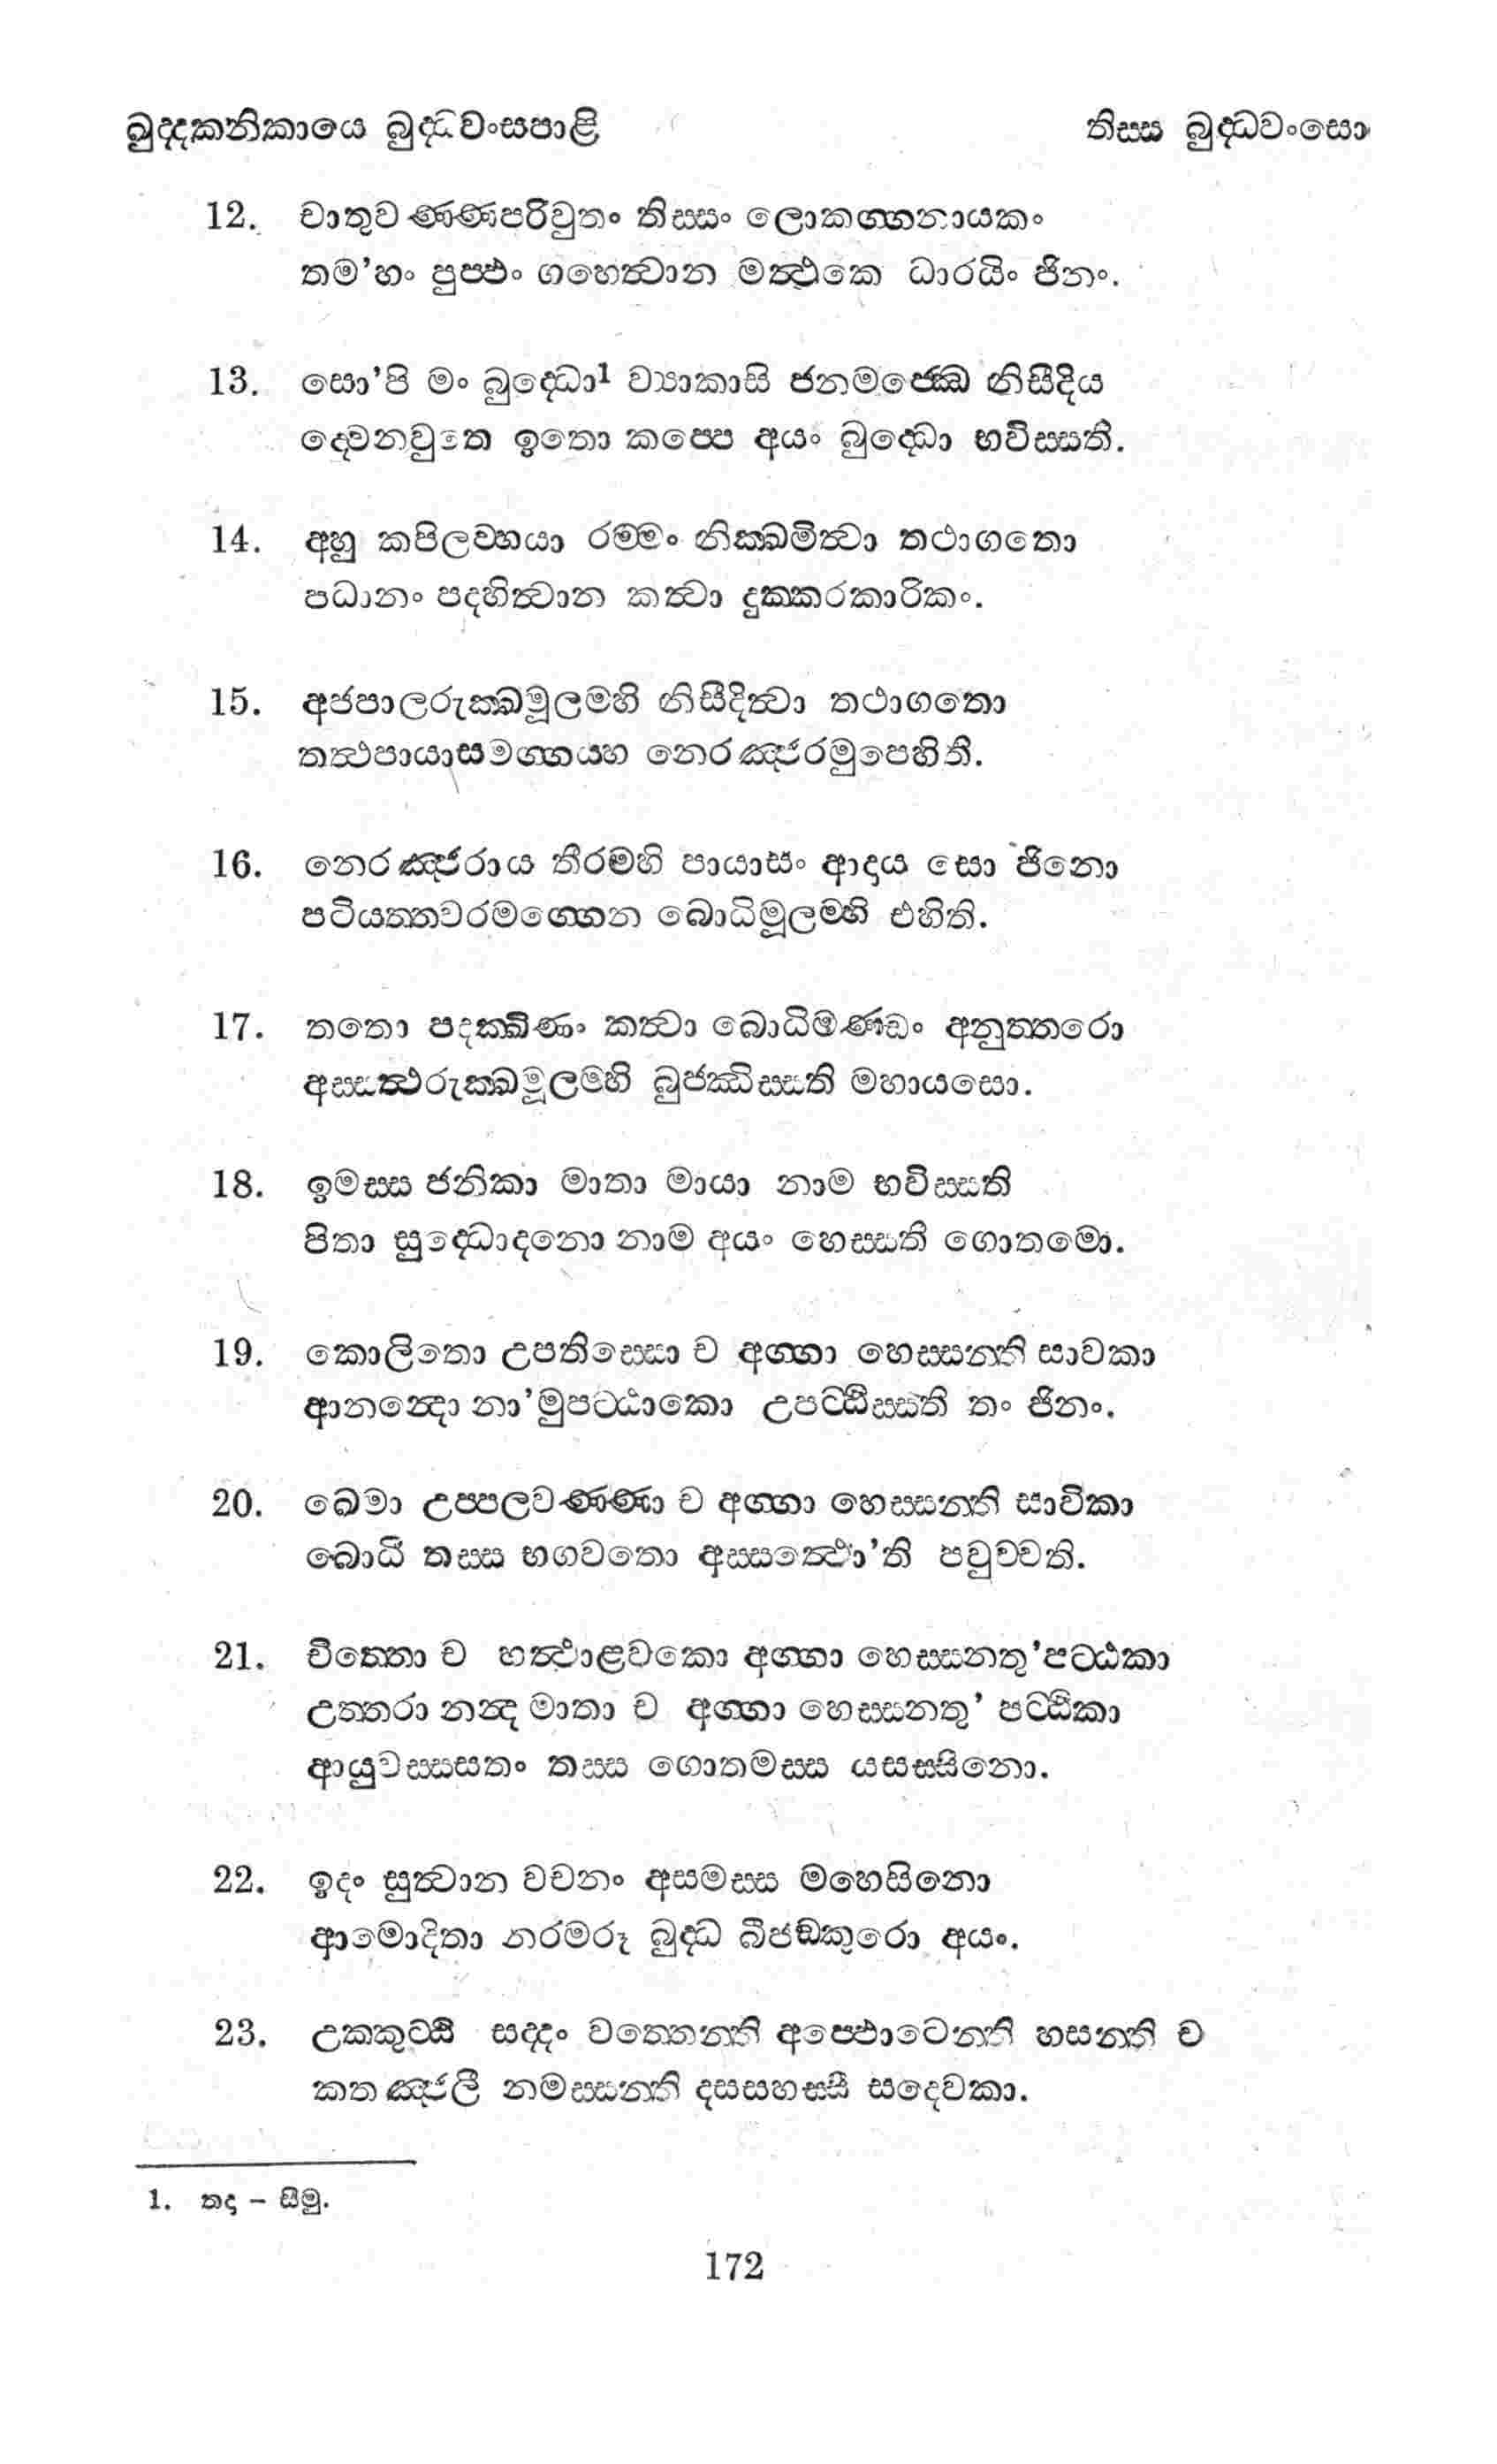 ඛුද්දකනිකායෙ බුද්ධවංසපාළි තිස්ස බුද්ධවංසො
12. චාතුවණ්ණපරිවුතං තිස්සං ලොකග්ගනායකං
තම’හං පුප්ඵං ගහෙත්වාන මත්ථකෙ ධාරයිං ජිනං.
13. සො’පි මං බුද්ධො¹ ව්‍යාකාසි ජනමජ්ඣෙ නිසීදිය
ද්වෙනවුතෙ ඉතො කප්පෙ අයං බුද්ධො භවිස්සති.
14. අහු කපිලව්හයා රම්මං නික්ඛමිත්වා තථාගතො
පධානං පදහිත්වාන කත්වා දුක්කරකාරිකං.
15. අජපාලරුක්ඛමූලම්හි නිසීදිත්වා තථාගතො
තත්ථපායාසමග්ගය්හ නෙරඤ්ජරමුපෙහිති.
16. නෙරඤ්ජරාය තීරම්හි පායාසං ආදාය සො ජිනො
පටියත්තවරමග්ගෙන බොධිමූලම්හි එහිති.
17. තතො පදක්ඛිණං කත්වා බොධිමණ්ඩං අනුත්තරො
අස්සත්ථරුක්ඛමූලම්හි බුජ්ඣිස්සති මහායසො.
18. ඉමස්ස ජනිකා මාතා මායා නාම භවිස්සති
පිතා සුද්ධොදනො නාම අයං හෙස්සති ගොතමො.
19. කොලිතො උපතිස්සො ච අග්ගා හෙස්සන්ති සාවකා
ආනන්දො නා’මුපට්ඨාකො උපට්ඨිස්සති තං ජිනං.
20. ඛෙමා උප්පලවණ්ණා ච අග්ගා හෙස්සන්ති සාවිකා
බොධි තස්ස භගවතො අස්සත්ථො’ති පවුච්චති.
21. චිත්තො ච හත්ථාළවකො අග්ගා හෙස්සන්තු’පට්ඨකා
උත්තරා නන්දමාතා ච අග්ගා හෙස්සන්තු’ පට්ඨිකා
ආයුවස්සසතං තස්ස ගොතමස්ස යසස්සිනො.
22. ඉදං සුත්වාන වචනං අසමස්ස මහෙසිනො
ආමොදිතා නරමරූ බුද්ධ බීජඞ්කුරො අයං.
23. උක්කුට්ඨි සද්දං වත්තෙන්ති අප්ඵොටෙන්ති හසන්ති ච
කතඤ්ජලී නමස්සන්ති දසසහස්සී සදෙවකා.
1. තදා – සීමු.
172